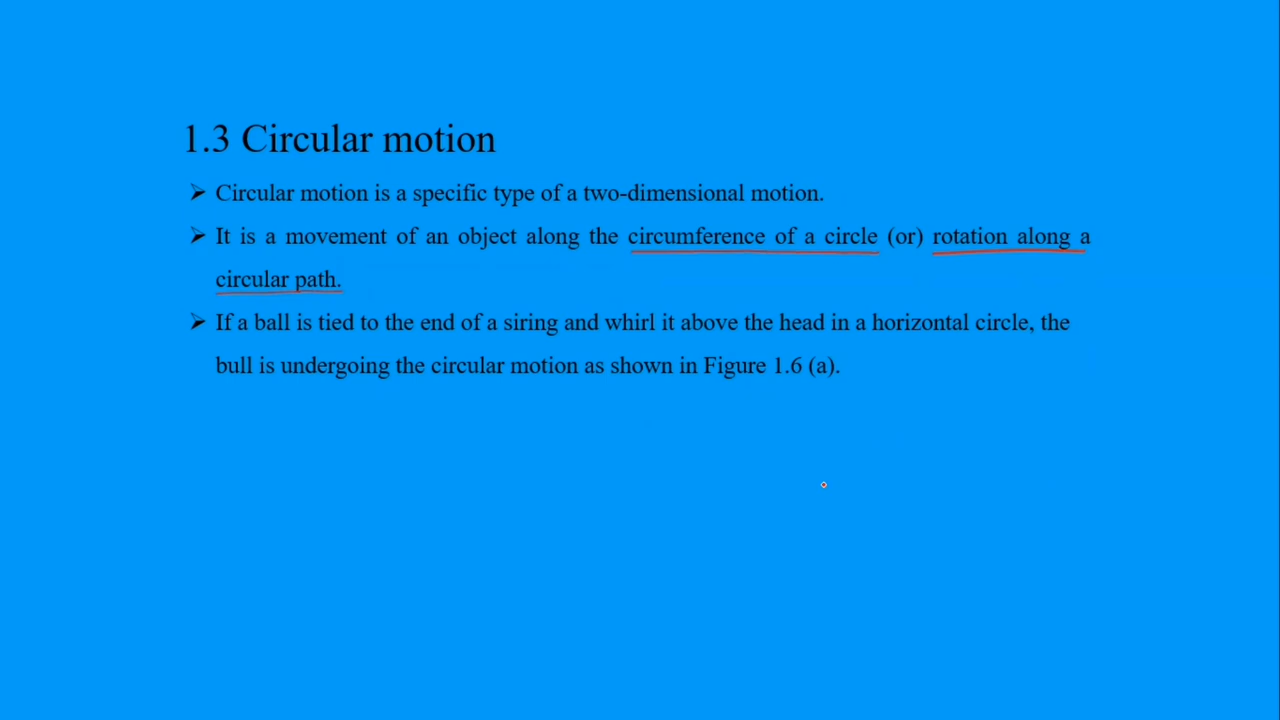 1.3 Circular motion
➢ Circular motion is a specific type of a two-dimensional motion.
➢ It is a movement of an object along the circumference of a circle (or) rotation along a
circular path.
➢ If a ball is tied to the end of a siring and whirl it above the head in a horizontal circle, the
bull is undergoing the circular motion as shown in Figure 1.6 (a).